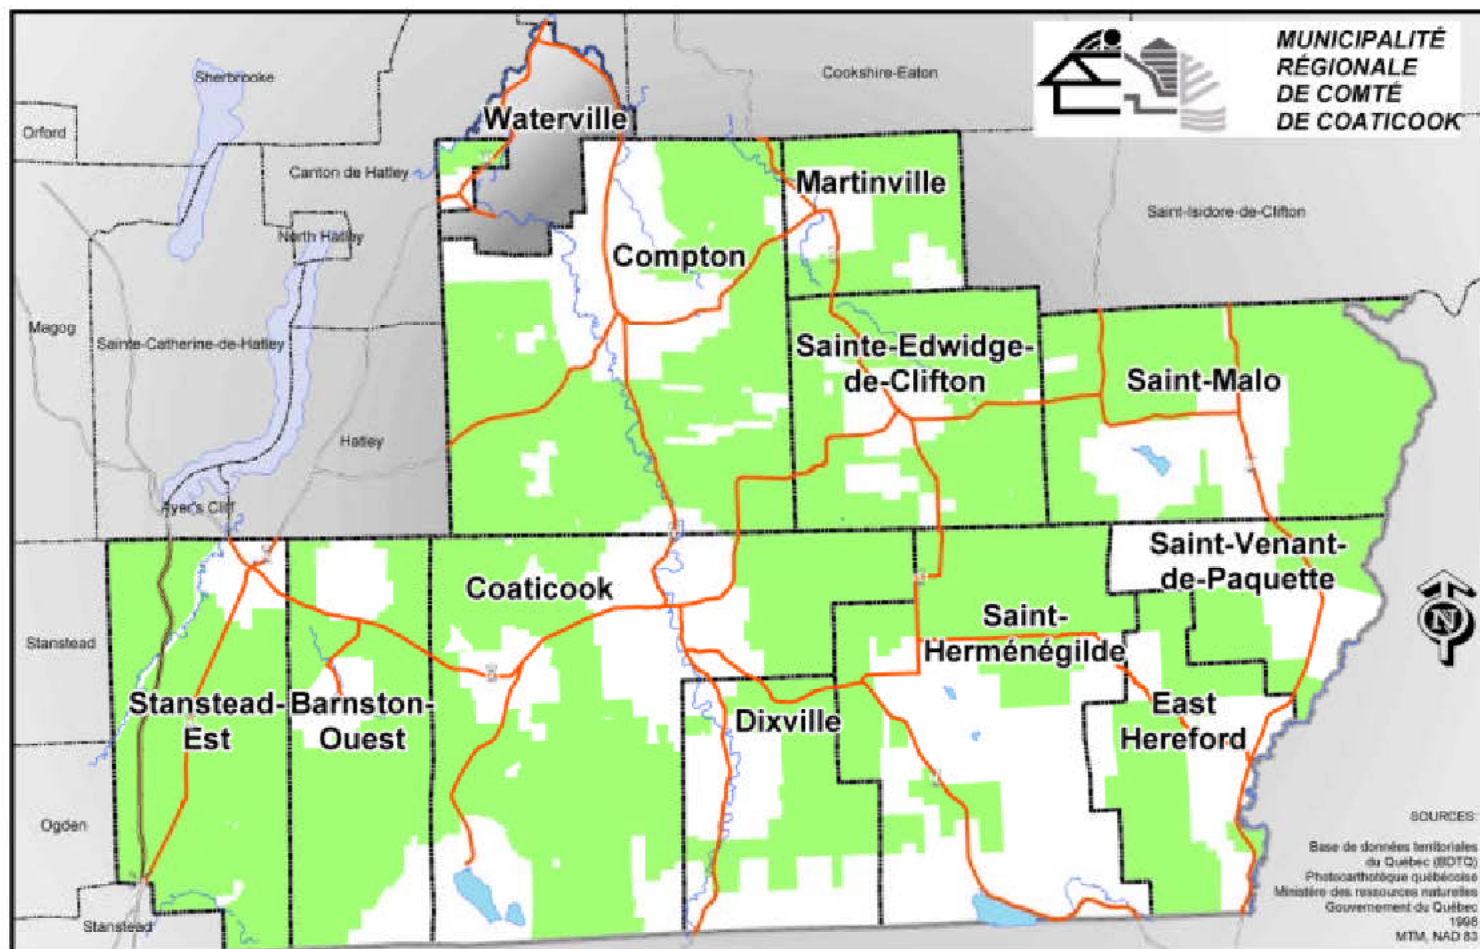 MUNICIPALITÉ
RÉGIONALE
DE COMTÉ
DE COATICOOK
Sherbrooke
Cookshire-Eaton
Orford
Waterville
Canton de Hatley
Martinville
Saint-Isidore-de-Clifton
North Hatley
Compton
Magog
Sainte-Catherine-de-Hatley
Sainte-Edwidge-
de-Clifton
Saint-Malo
Hatley
Ayer's Cliff
Saint-Venant-
de-Paquette
Coaticook
Stanstead
Saint-
Herménégilde
Stanstead-
Est
Barnston-
Ouest
Dixville
East
Hereford
N
Ogden
Stanstead
SOURCES:
Base de données territoriales
du Québec (BDTQ)
Photocarthotèque québécoise
Ministère des ressources naturelles
Gouvernement du Québec
1998
MTM, NAD 83